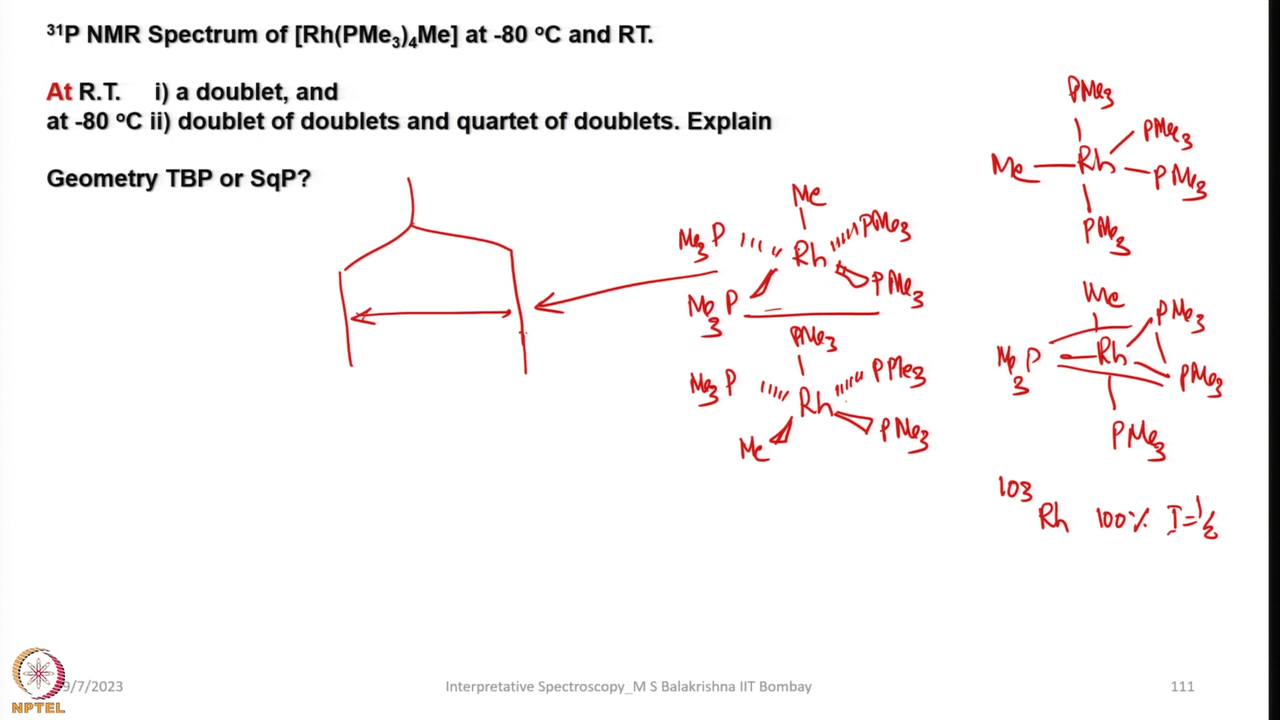 ³¹P NMR Spectrum of [Rh(PMe₃)₄Me] at -80 ºC and RT.
At R.T. i) a doublet, and
at -80 ºC ii) doublet of doublets and quartet of doublets. Explain
Geometry TBP or SqP?
PMe₃
PMe₃
Me Rh PMe₃
PMe₃
Me
Me₃P PMe₃
Rh
Me₃P PMe₃
PMe₃
Me₃P PMe₃
Rh
Me PMe₃
Me PMe₃
Me₃P Rh
PMe₃
PMe₃
¹⁰³Rh 100% I=½
9/7/2023
Interpretative Spectroscopy_M S Balakrishna IIT Bombay
111
NPTEL